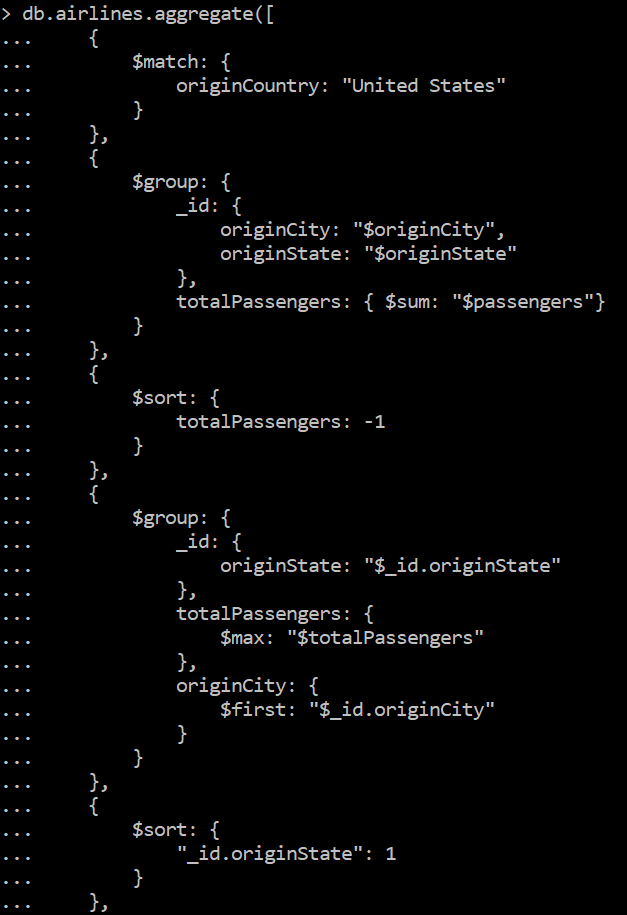 > db.airlines.aggregate([
...     {
...         $match: {
...             originCountry: "United States"
...         }
...     },
...     {
...         $group: {
...             _id: {
...                 originCity: "$originCity",
...                 originState: "$originState"
...             },
...             totalPassengers: { $sum: "$passengers"}
...         }
...     },
...     {
...         $sort: {
...             totalPassengers: -1
...         }
...     },
...     {
...         $group: {
...             _id: {
...                 originState: "$_id.originState"
...             },
...             totalPassengers: {
...                 $max: "$totalPassengers"
...             },
...             originCity: {
...                 $first: "$_id.originCity"
...             }
...         }
...     },
...     {
...         $sort: {
...             "_id.originState": 1
...         }
...     },